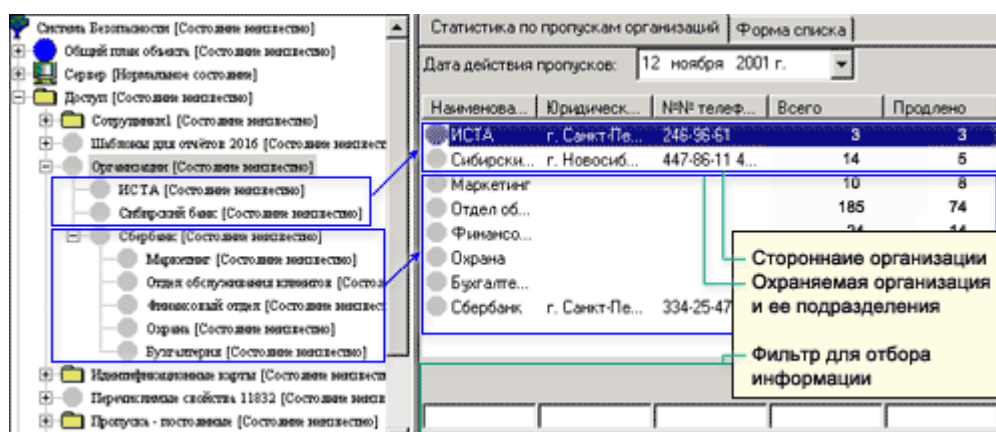 Система Безопасности [Состояние неизвестно]
Общий план объекта [Состояние неизвестно]
Сервер [Нормальное состояние]
Доступ [Состояние неизвестно]
Сотрудники1 [Состояние неизвестно]
Шаблоны для отчётов 2016 [Состояние неизвест
Организации [Состояние неизвестно]
ИСТА [Состояние неизвестно]
Сибирский банк [Состояние неизвестно]
Сбербанк [Состояние неизвестно]
Маркетинг [Состояние неизвестно]
Отдел обслуживания клиентов [Состоя
Финансовый отдел [Состояние неизвест
Охрана [Состояние неизвестно]
Бухгалтерия [Состояние неизвестно]
Идентификационные карты [Состояние неизвестн
Перечислимые свойства 11832 [Состояние неизв
Пропуска - постоянные [Состояние неизвестно]
Статистика по пропускам организаций Форма списка
Дата действия пропусков: 12 ноября 2001 г.
Наименова... Юридическ... №№ телеф... Всего Продлено
ИСТА г. Санкт-Пе... 246-96-61 3 3
Сибирски... г. Новосиб... 447-86-11 4... 14 5
Маркетинг 10 8
Отдел об... 185 74
Финансо...
Охрана
Бухгалте...
Сбербанк г. Санкт-Пе... 334-25-47
Стороннаие организации
Охраняемая организация
и ее подразделения
Фильтр для отбора
информации